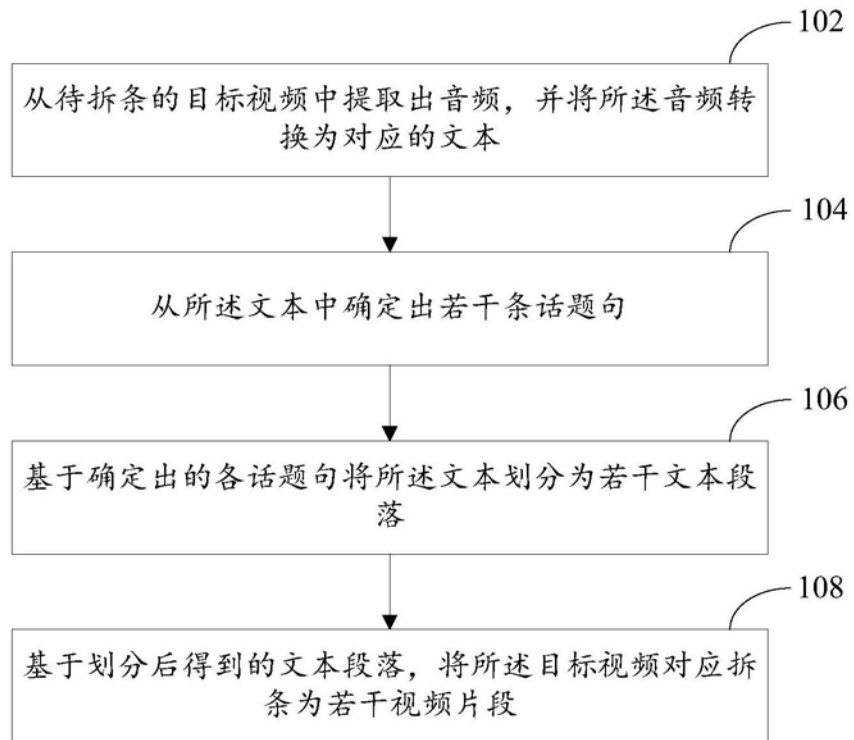 102
从待拆条的目标视频中提取出音频，并将所述音频转
换为对应的文本
104
从所述文本中确定出若干条话题句
106
基于确定出的各话题句将所述文本划分为若干文本段
落
108
基于划分后得到的文本段落，将所述目标视频对应拆
条为若干视频片段